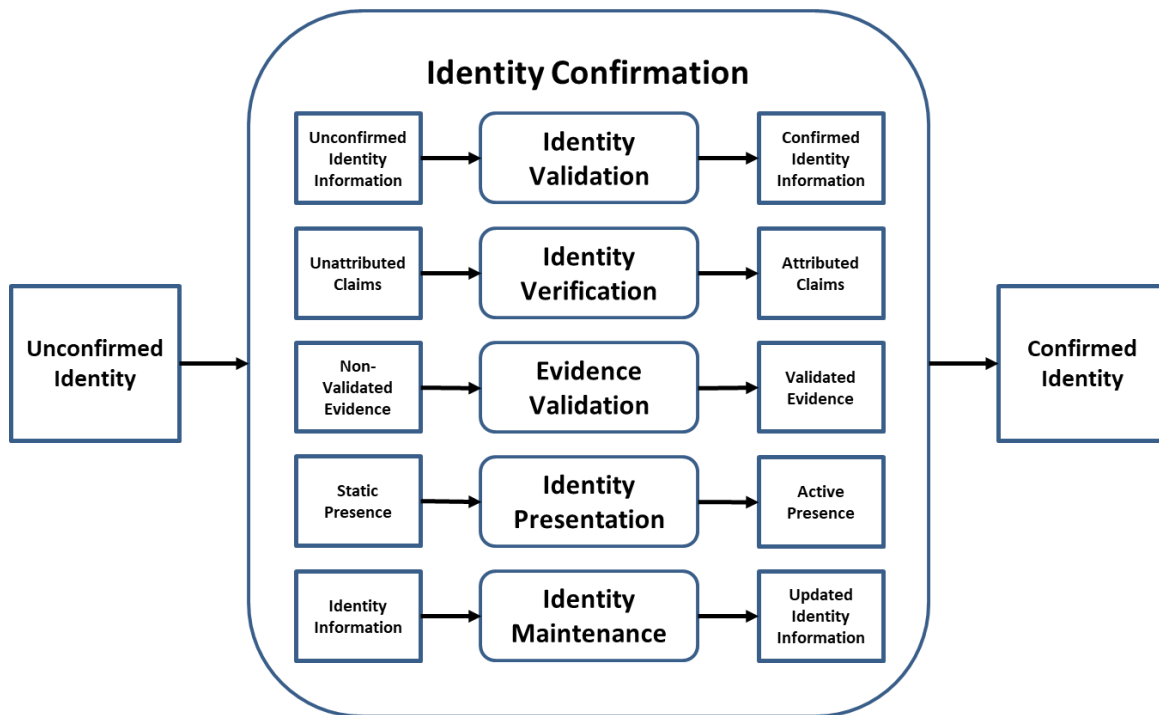 Identity Confirmation
Unconfirmed
Identity
Information
Identity
Validation
Confirmed
Identity
Information
Unattributed
Claims
Identity
Verification
Attributed
Claims
Unconfirmed
Identity
Non-
Validated
Evidence
Evidence
Validation
Validated
Evidence
Confirmed
Identity
Static
Presence
Identity
Presentation
Active
Presence
Identity
Information
Identity
Maintenance
Updated
Identity
Information